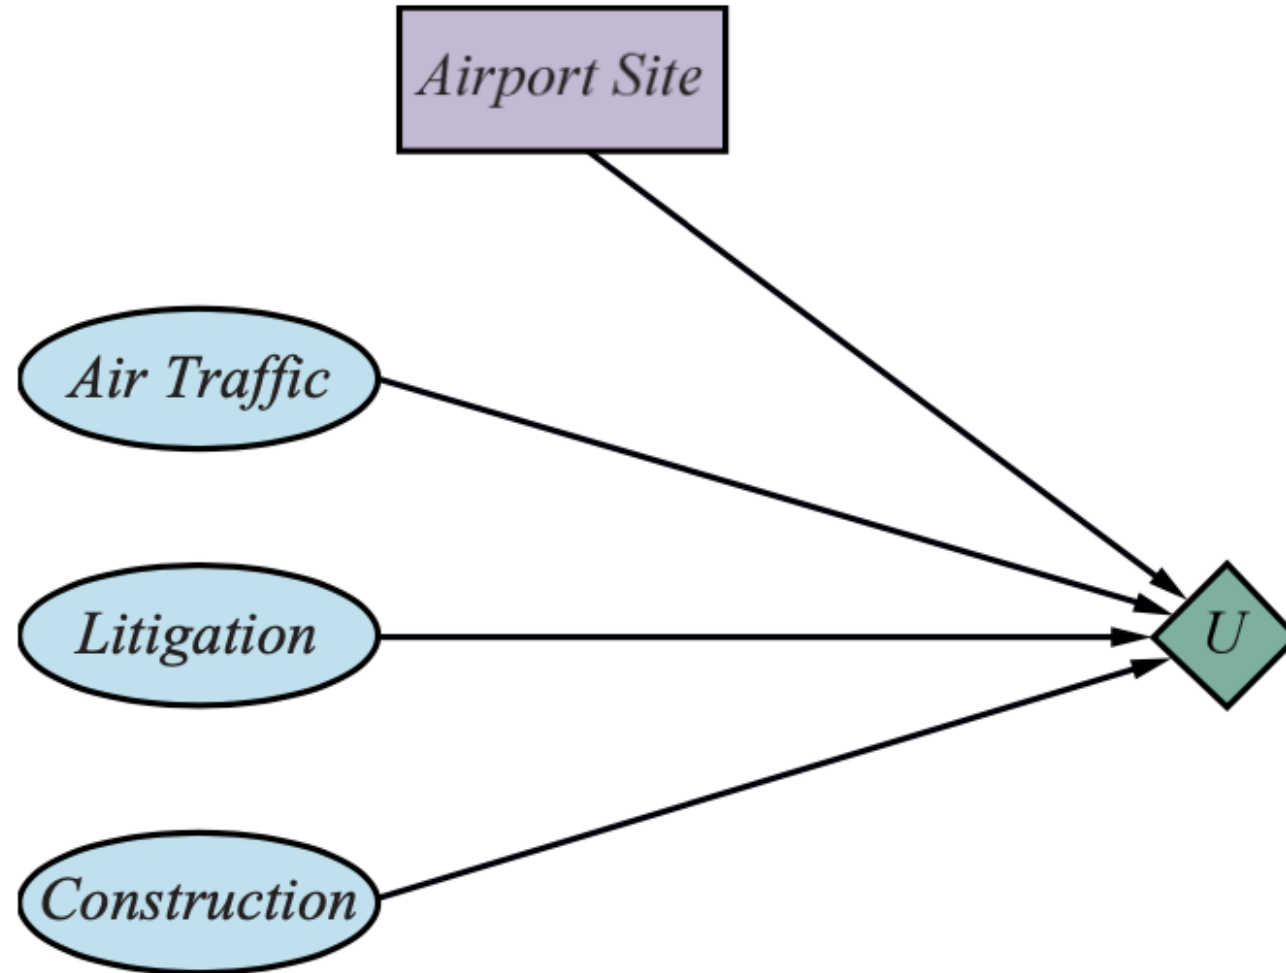 Airport Site
Air Traffic
Litigation
U
Construction